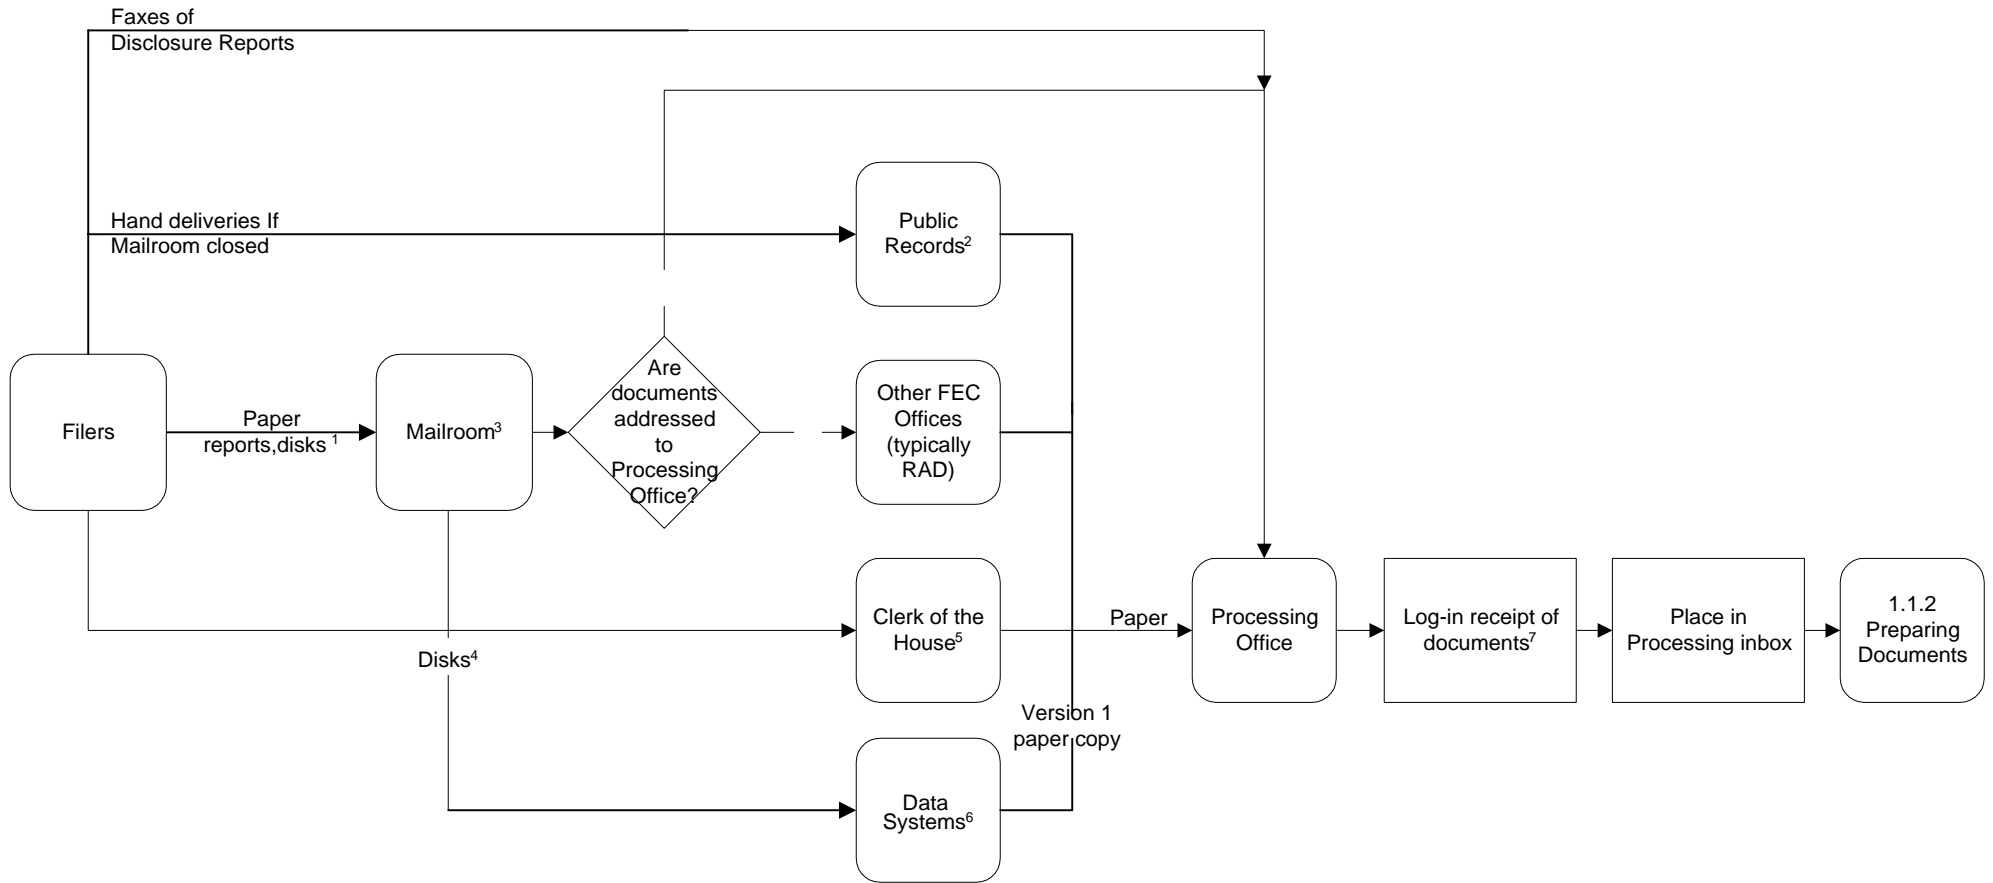 Faxes of
Disclosure Reports
Hand deliveries If
Mailroom closed
Public
Records2
Filers
Paper
reports,disks 1
Mailroom3
Are
documents
addressed
to
Processing
Office?
Other FEC
Offices
(typically
RAD)
Clerk of the
House5
Disks4
Paper
Processing
Office
Log-in receipt of
documents7
Place in
Processing inbox
1.1.2
Preparing
Documents
Version 1
paper copy
Data
Systems6